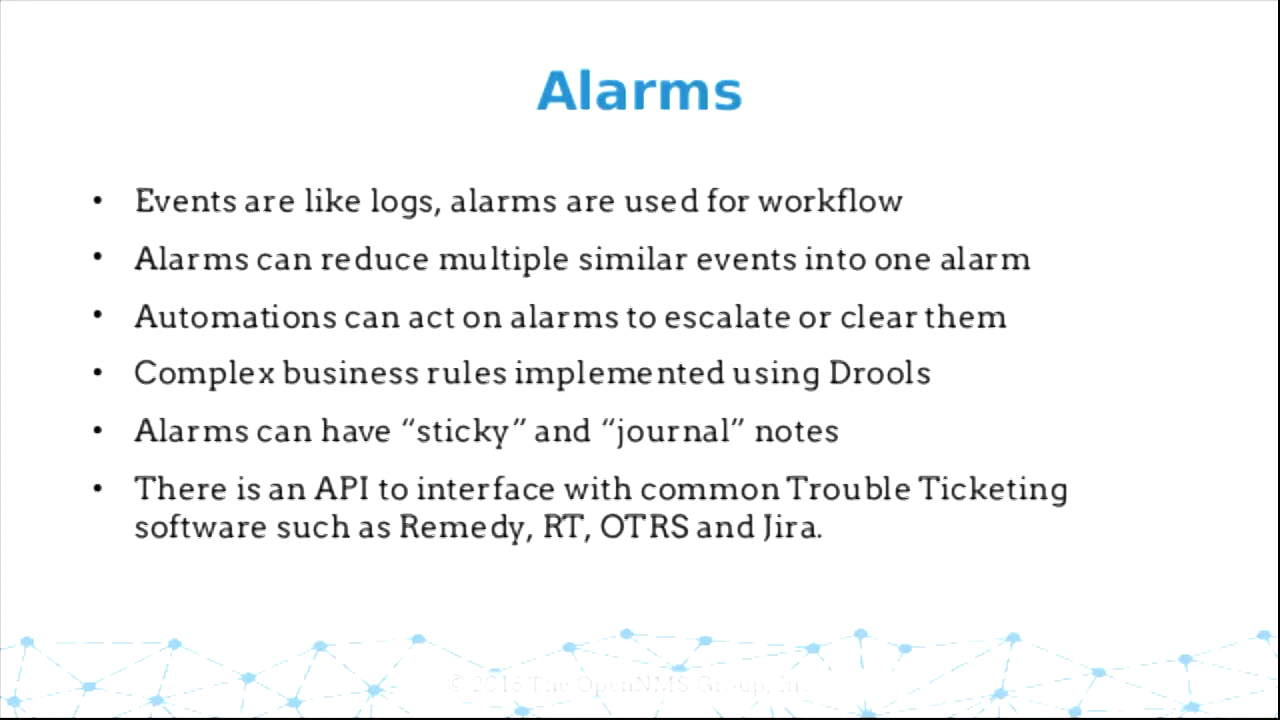 Alarms
• Events are like logs, alarms are used for workflow
• Alarms can reduce multiple similar events into one alarm
• Automations can act on alarms to escalate or clear them
• Complex business rules implemented using Drools
• Alarms can have “sticky” and “journal” notes
• There is an API to interface with common Trouble Ticketing
software such as Remedy, RT, OTRS and Jira.
© The OpenNMS Group,